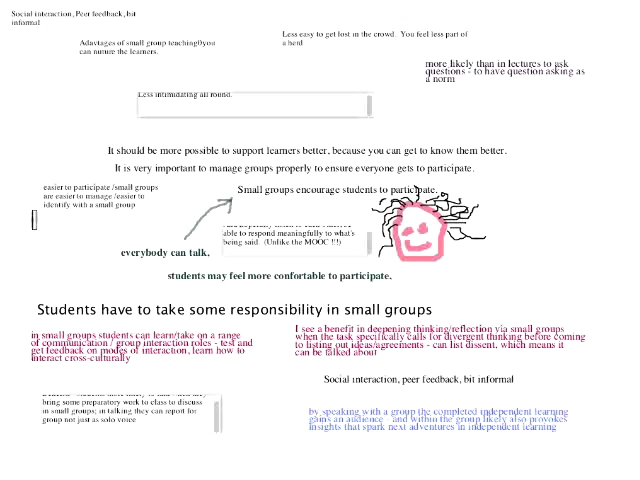 Social interaction, Peer feedback, bit
informal
Less easy to get lost in the crowd. You feel less part of
a herd
Adavtages of small group teaching0you
can nuture the learners.
more likely than in lectures to ask
questions - to have question asking as
a norm
Less intimidating all round.
It should be more possible to support learners better, because you can get to know them better.
It is very important to manage groups properly to ensure everyone gets to participate.
easier to participate /small groups
are easier to manage /easier to
identify with a small group
Small groups encourage students to participate.
able to respond meaningfully to what's
being said. (Unlike the MOOC !!!)
everybody can talk.
students may feel more confortable to participate.
Students have to take some responsibility in small groups
in small groups students can learn/take on a range
of communication / group interaction roles - test and
get feedback on modes of interaction, learn how to
interact cross-culturally
I see a benefit in deepening thinking/reflection via small groups
when the task specifically calls for divergent thinking before coming
to listing out ideas/agreements - can list dissent, which means it
can be talked about
Social interaction, peer feedback, bit informal
bring some preparatory work to class to discuss
in small groups; in talking they can report for
group not just as solo voice
by speaking with a group the completed independent learning
gains an audience - and within the group likely also provokes
insights that spark next adventures in independent learning